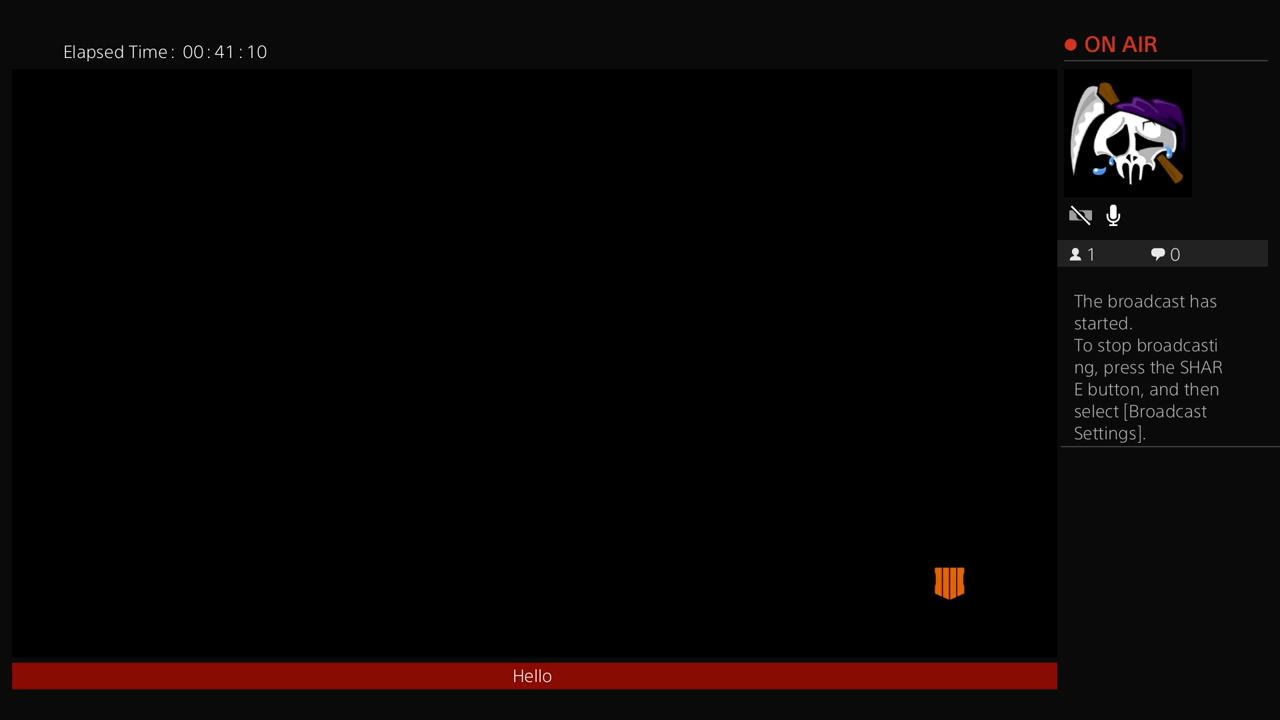 Elapsed Time: 00:41:10
ON AIR
1 0
The broadcast has
started.
To stop broadcasti
ng, press the SHAR
E button, and then
select [Broadcast
Settings].
Hello